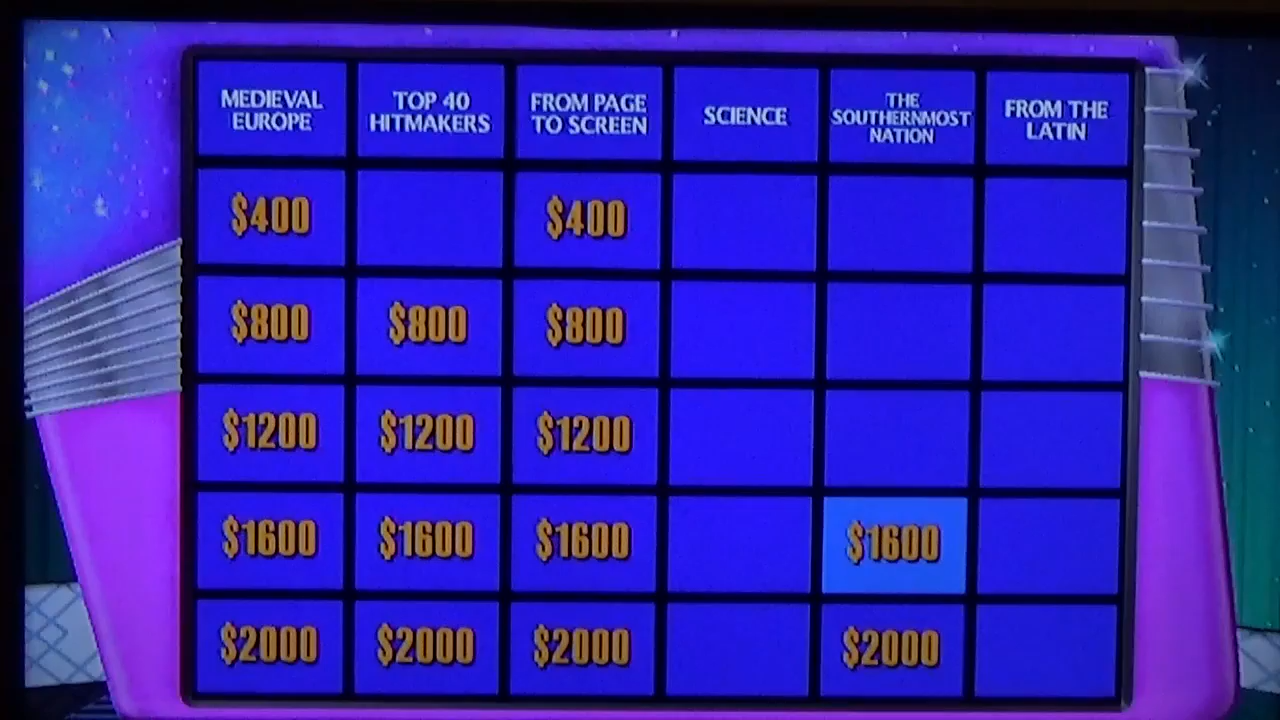 MEDIEVAL
EUROPE
TOP 40
HITMAKERS
FROM PAGE
TO SCREEN
SCIENCE
THE
SOUTHERNMOST
NATION
FROM THE
LATIN
$400 $400
$800 $800 $800
$1200 $1200 $1200
$1600 $1600 $1600 $1600
$2000 $2000 $2000 $2000